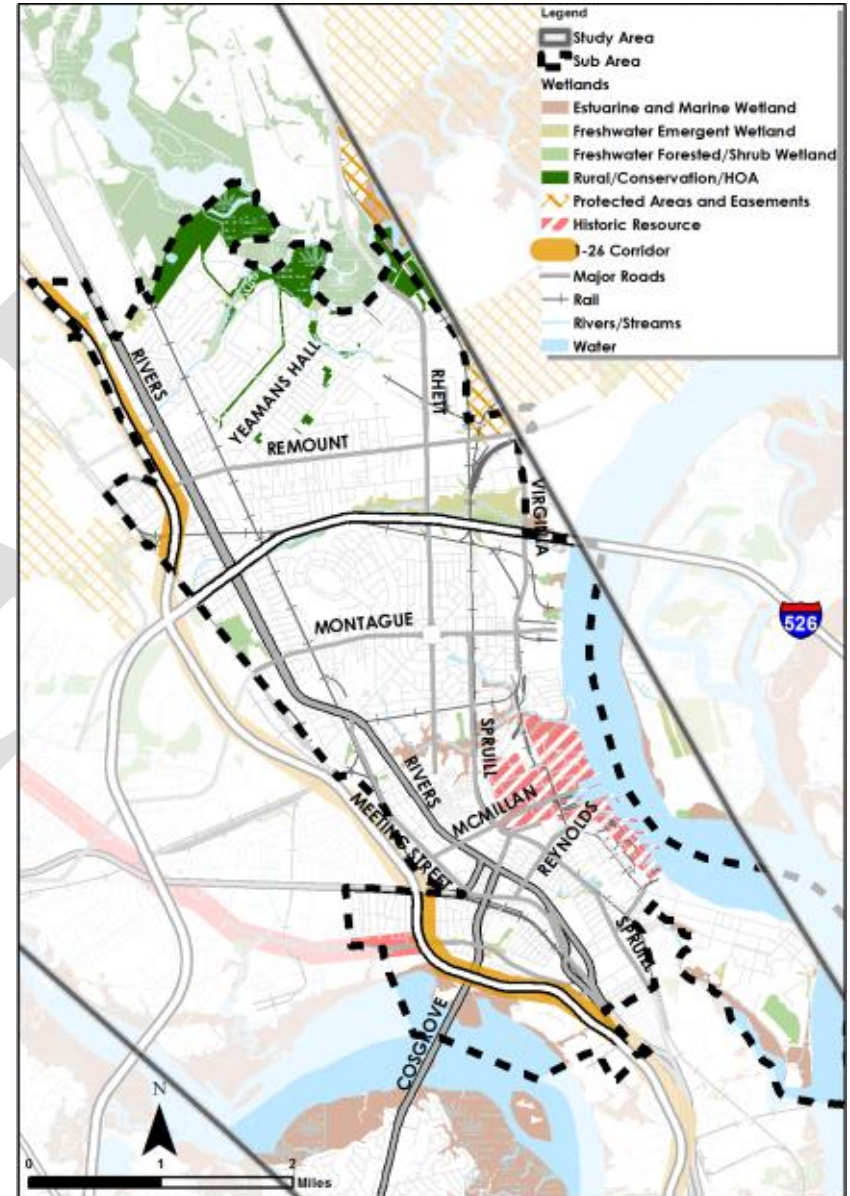 Legend
Study Area
Sub Area
Wetlands
Estuarine and Marine Wetland
Freshwater Emergent Wetland
Freshwater Forested/Shrub Wetland
Rural/Conservation/HOA
Protected Areas and Easements
Historic Resource
I-26 Corridor
Major Roads
Rail
Rivers/Streams
Water
RIVERS
YEAMANS HALL
RHETT
REMOUNT
VIRGINIA
526
MONTAGUE
SPRUILL
RIVERS
MCMILLAN
MEETING STREET
REYNOLDS
SPRUILL
COSGROVE
N
0 1 2
Miles